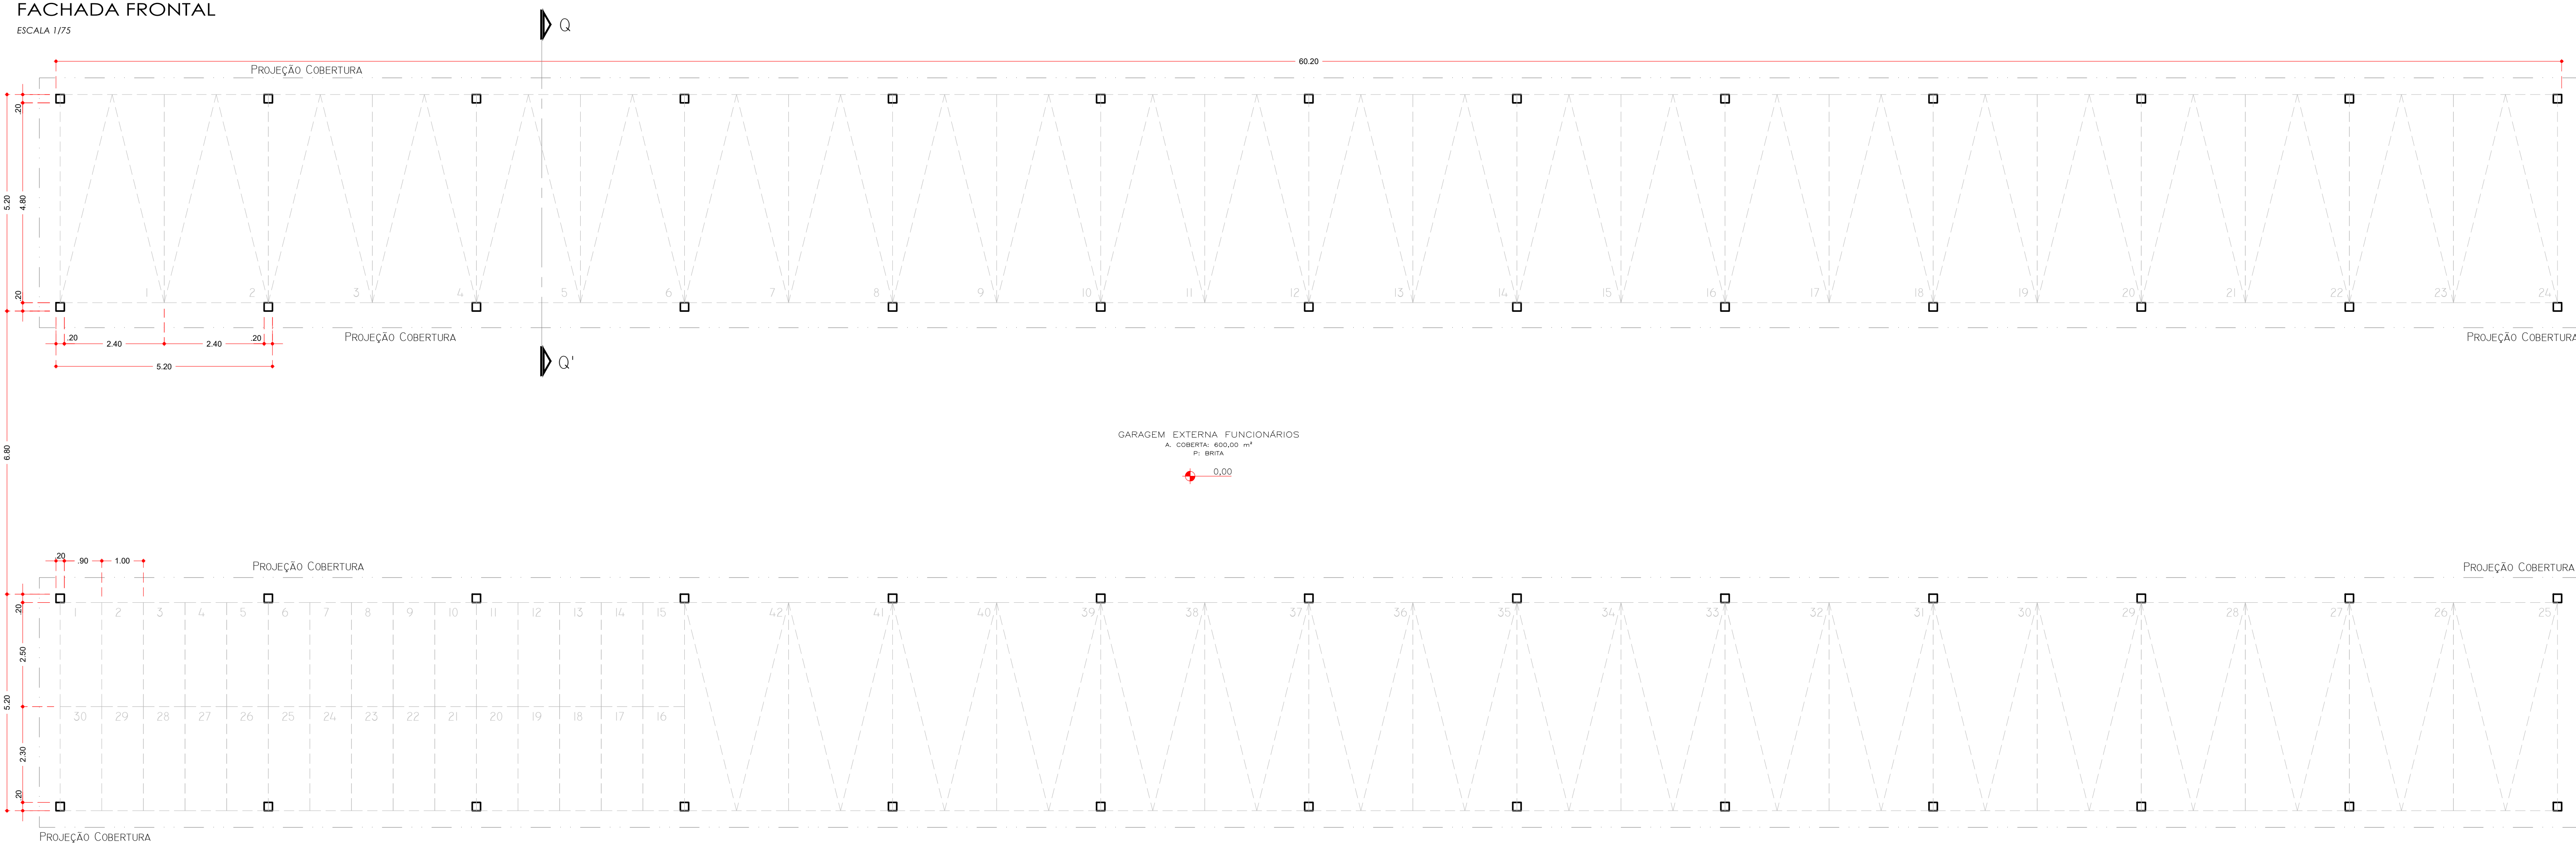 FACHADA FRONTAL
ESCALA 1/75
Q
60.20
PROJEÇÃO COBERTURA
.20
5.20
4.80
.20
1 2 3 4 5 6 7 8 9 10 11 12 13 14 15 16 17 18 19 20 21 22 23 24
.20 2.40 2.40 .20
PROJEÇÃO COBERTURA
PROJEÇÃO COBERTURA
Q'
5.20
6.80
GARAGEM EXTERNA FUNCIONÁRIOS
A. COBERTA: 600,00 m²
P: BRITA
0,00
.20 .90 1.00
PROJEÇÃO COBERTURA
PROJEÇÃO COBERTURA
.20
1 2 3 4 5 6 7 8 9 10 11 12 13 14 15 42 41 40 39 38 37 36 35 34 33 32 31 30 29 28 27 26 25
2.50
5.20
30 29 28 27 26 25 24 23 22 21 20 19 18 17 16
2.30
.20
PROJEÇÃO COBERTURA